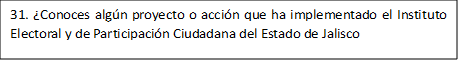 31. ¿Conoces algún proyecto o acción que ha implementado el Instituto
Electoral y de Participación Ciudadana del Estado de Jalisco